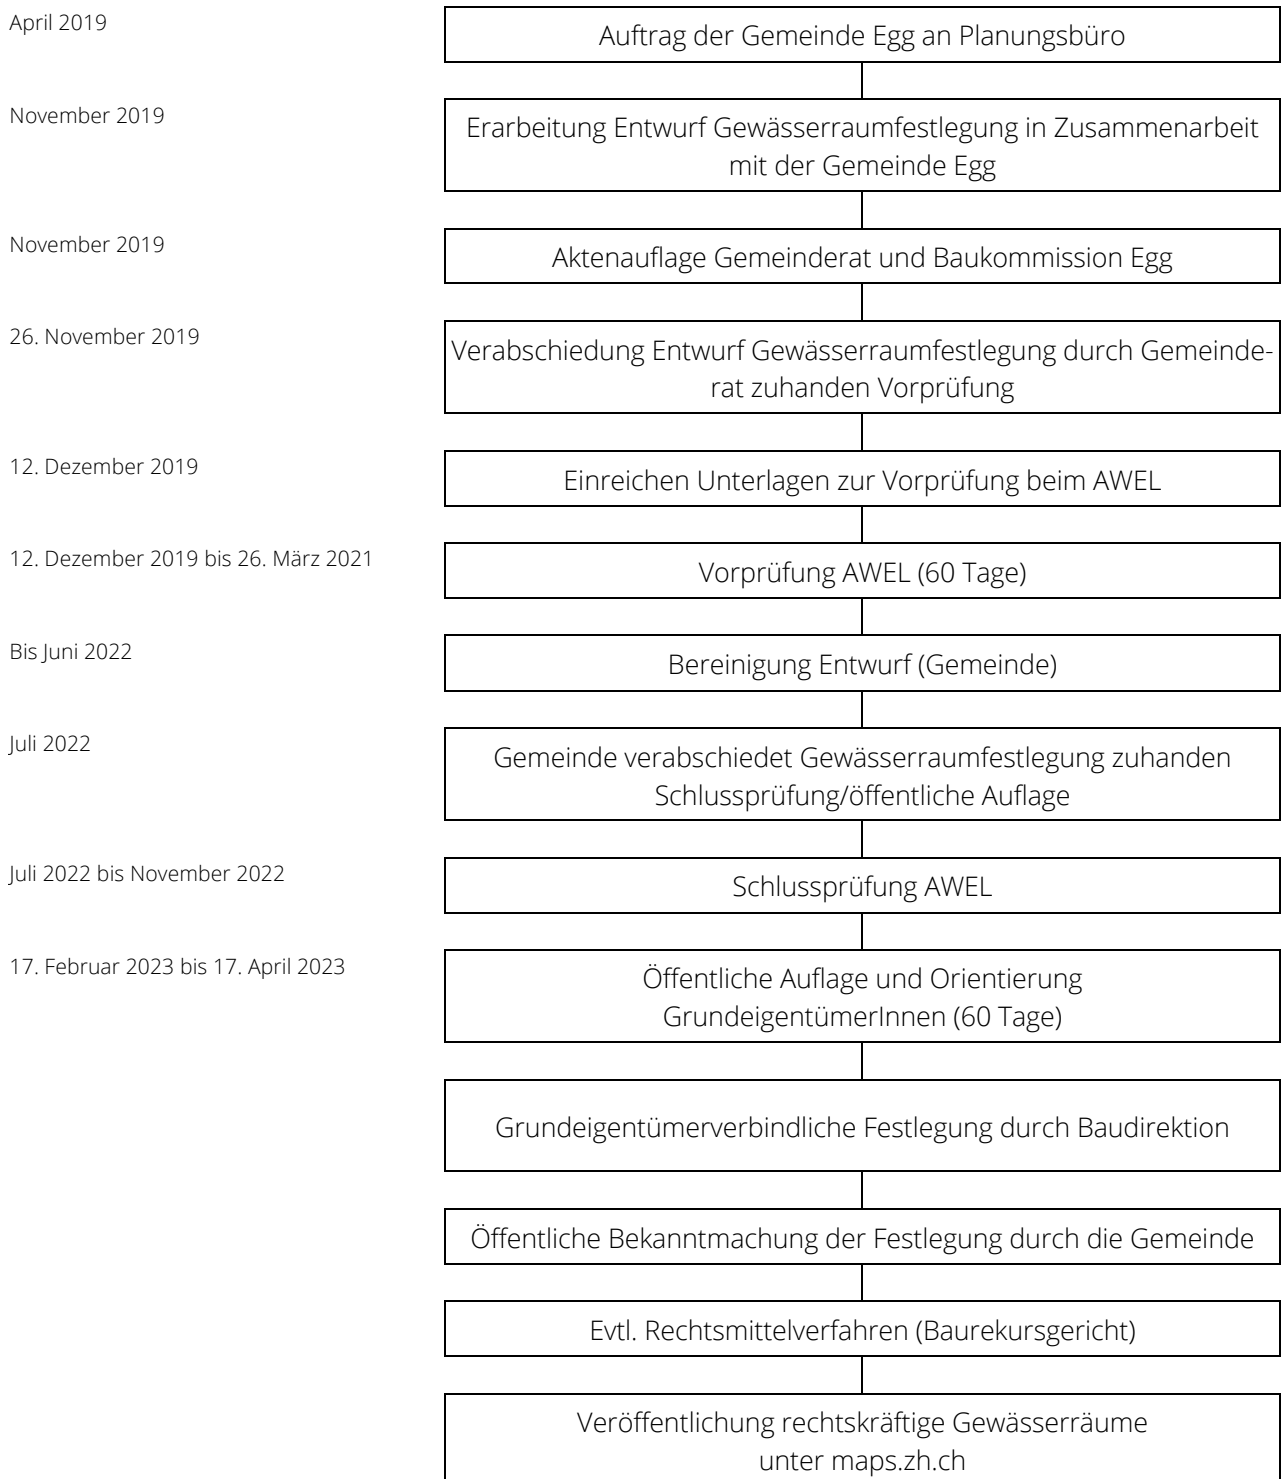 April 2019
Auftrag der Gemeinde Egg an Planungsbüro
November 2019
Erarbeitung Entwurf Gewässerraumfestlegung in Zusammenarbeit
mit der Gemeinde Egg
November 2019
Aktenauflage Gemeinderat und Baukommission Egg
26. November 2019
Verabschiedung Entwurf Gewässerraumfestlegung durch Gemeinde-
rat zuhanden Vorprüfung
12. Dezember 2019
Einreichen Unterlagen zur Vorprüfung beim AWEL
12. Dezember 2019 bis 26. März 2021
Vorprüfung AWEL (60 Tage)
Bis Juni 2022
Bereinigung Entwurf (Gemeinde)
Juli 2022
Gemeinde verabschiedet Gewässerraumfestlegung zuhanden
Schlussprüfung/öffentliche Auflage
Juli 2022 bis November 2022
Schlussprüfung AWEL
17. Februar 2023 bis 17. April 2023
Öffentliche Auflage und Orientierung
GrundeigentümerInnen (60 Tage)
Grundeigentümerverbindliche Festlegung durch Baudirektion
Öffentliche Bekanntmachung der Festlegung durch die Gemeinde
Evtl. Rechtsmittelverfahren (Baurekursgericht)
Veröffentlichung rechtskräftige Gewässerräume
unter maps.zh.ch